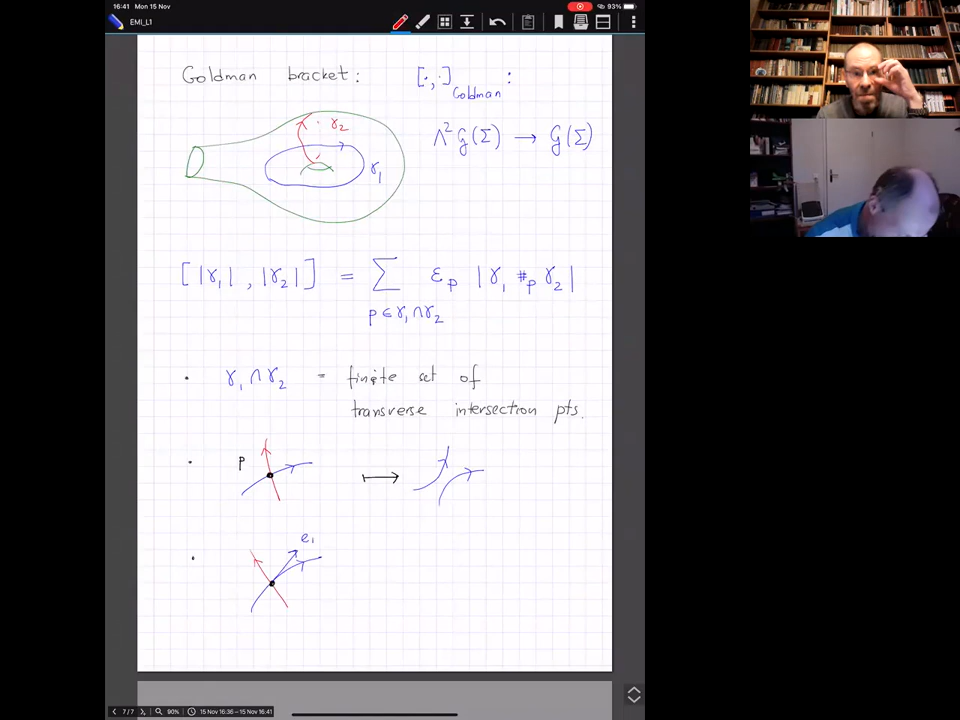 16:41 Mon 15 Nov
93%
EMI_L1
Goldman bracket: [·,·]Goldman :
Λ²G(Σ) → G(Σ)
γ₂
γ₁
[|γ₁|, |γ₂|] = Σ εₚ |γ₁ #ₚ γ₂|
p∈γ₁∩γ₂
· γ₁∩γ₂ = finite set of
transverse intersection pts.
· p ↦
· e₁
7/7 90% 15 Nov 16:36 – 15 Nov 16:41